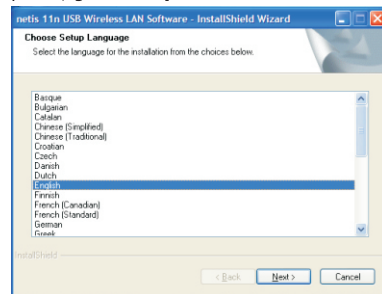 netis 11n USB Wireless LAN Software - InstallShield Wizard
Choose Setup Language
Select the language for the installation from the choices below.
Basque
Bulgarian
Catalan
Chinese (Simplified)
Chinese (Traditional)
Croatian
Czech
Danish
Dutch
English
Finnish
French (Canadian)
French (Standard)
German
Greek
InstallShield
< Back
Next >
Cancel